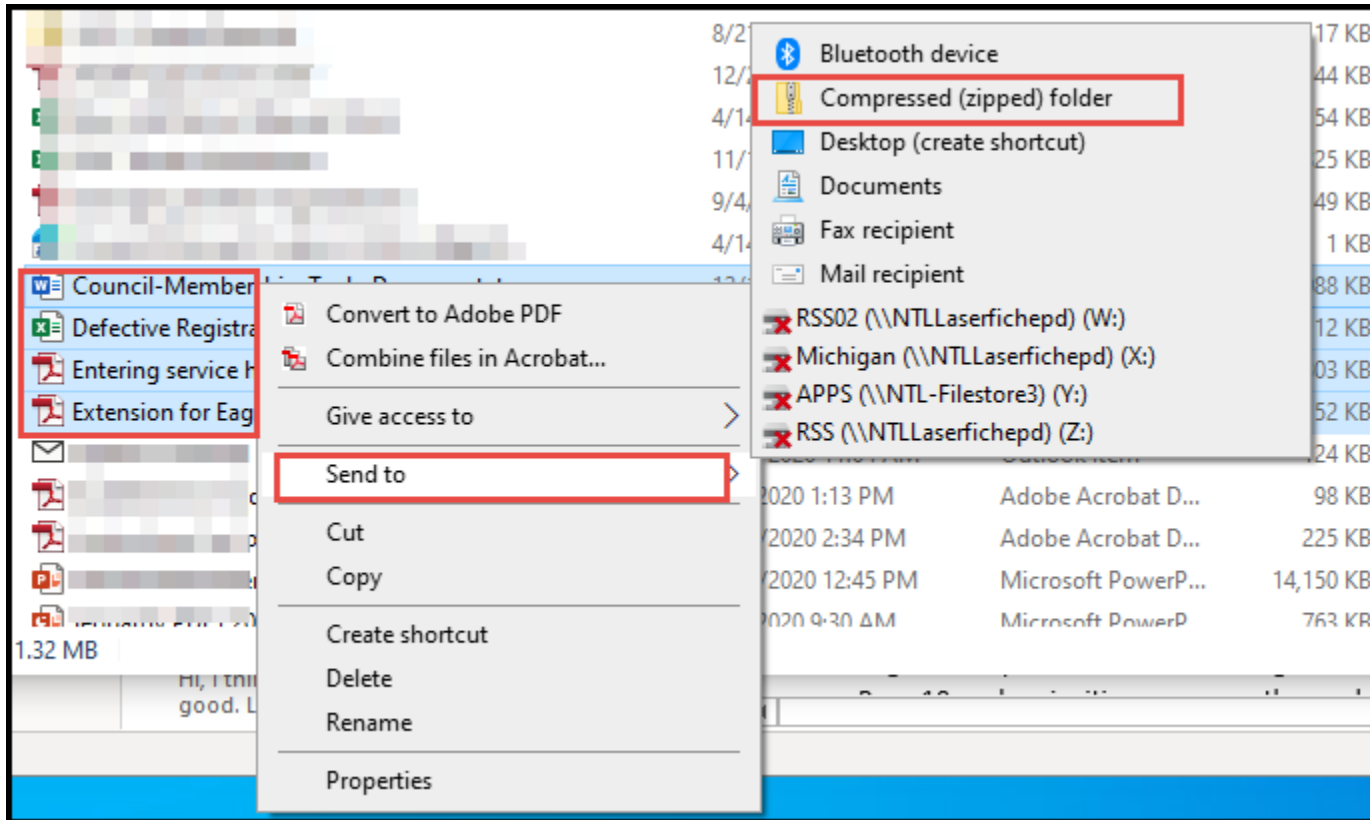 8/2
17 KB
12/
44 KB
4/14
54 KB
11/
25 KB
9/4/
49 KB
4/14
1 KB
Council-Member
88 KB
Defective Registra
12 KB
Entering service h
03 KB
Extension for Eag
52 KB
124 KB
2020 1:13 PM Adobe Acrobat D... 98 KB
/2020 2:34 PM Adobe Acrobat D... 225 KB
/2020 12:45 PM Microsoft PowerP... 14,150 KB
2020 9:30 AM Microsoft PowerP 763 KB
1.32 MB
Hi, I thi
good. L
Convert to Adobe PDF
Combine files in Acrobat...
Give access to
Send to
Cut
Copy
Create shortcut
Delete
Rename
Properties
Bluetooth device
Compressed (zipped) folder
Desktop (create shortcut)
Documents
Fax recipient
Mail recipient
RSS02 (\\NTLLaserfichepd) (W:)
Michigan (\\NTLLaserfichepd) (X:)
APPS (\\NTL-Filestore3) (Y:)
RSS (\\NTLLaserfichepd) (Z:)